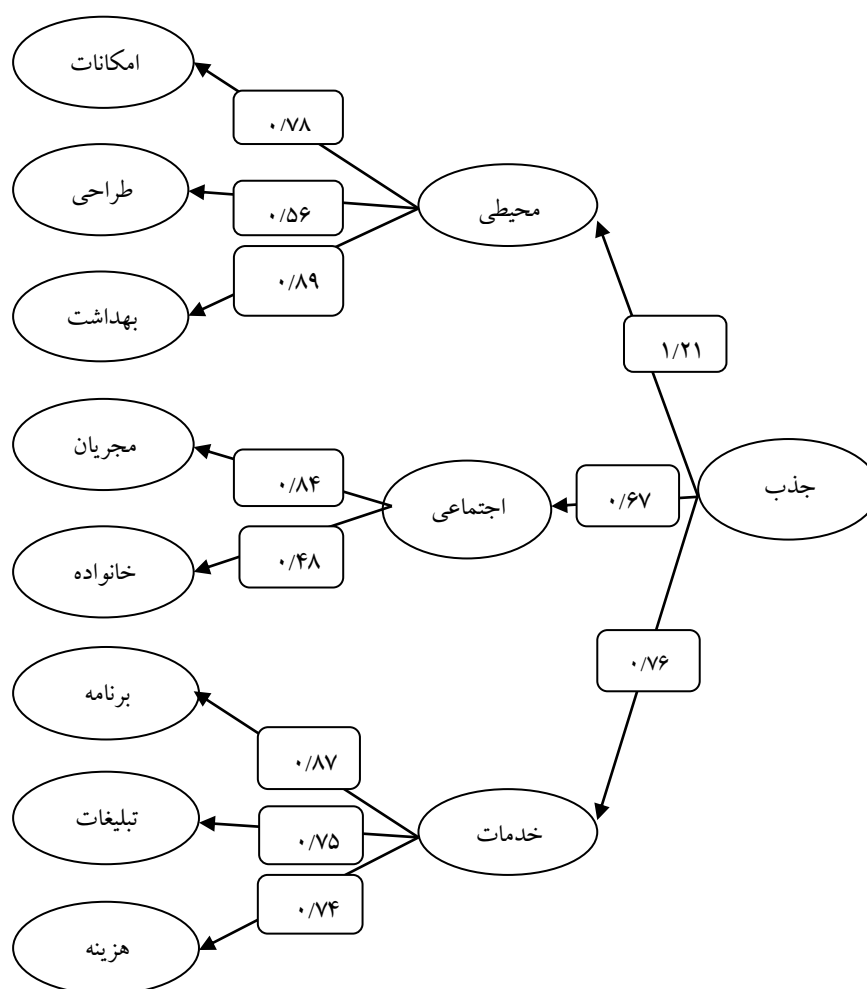 امکانات
۰/۷۸
طراحی
۰/۵۶
محیطی
بهداشت
۰/۸۹
۱/۲۱
مجریان
۰/۸۴
اجتماعی
۰/۶۷
جذب
خانواده
۰/۴۸
۰/۷۶
برنامه
۰/۸۷
تبلیغات
۰/۷۵
خدمات
هزینه
۰/۷۴